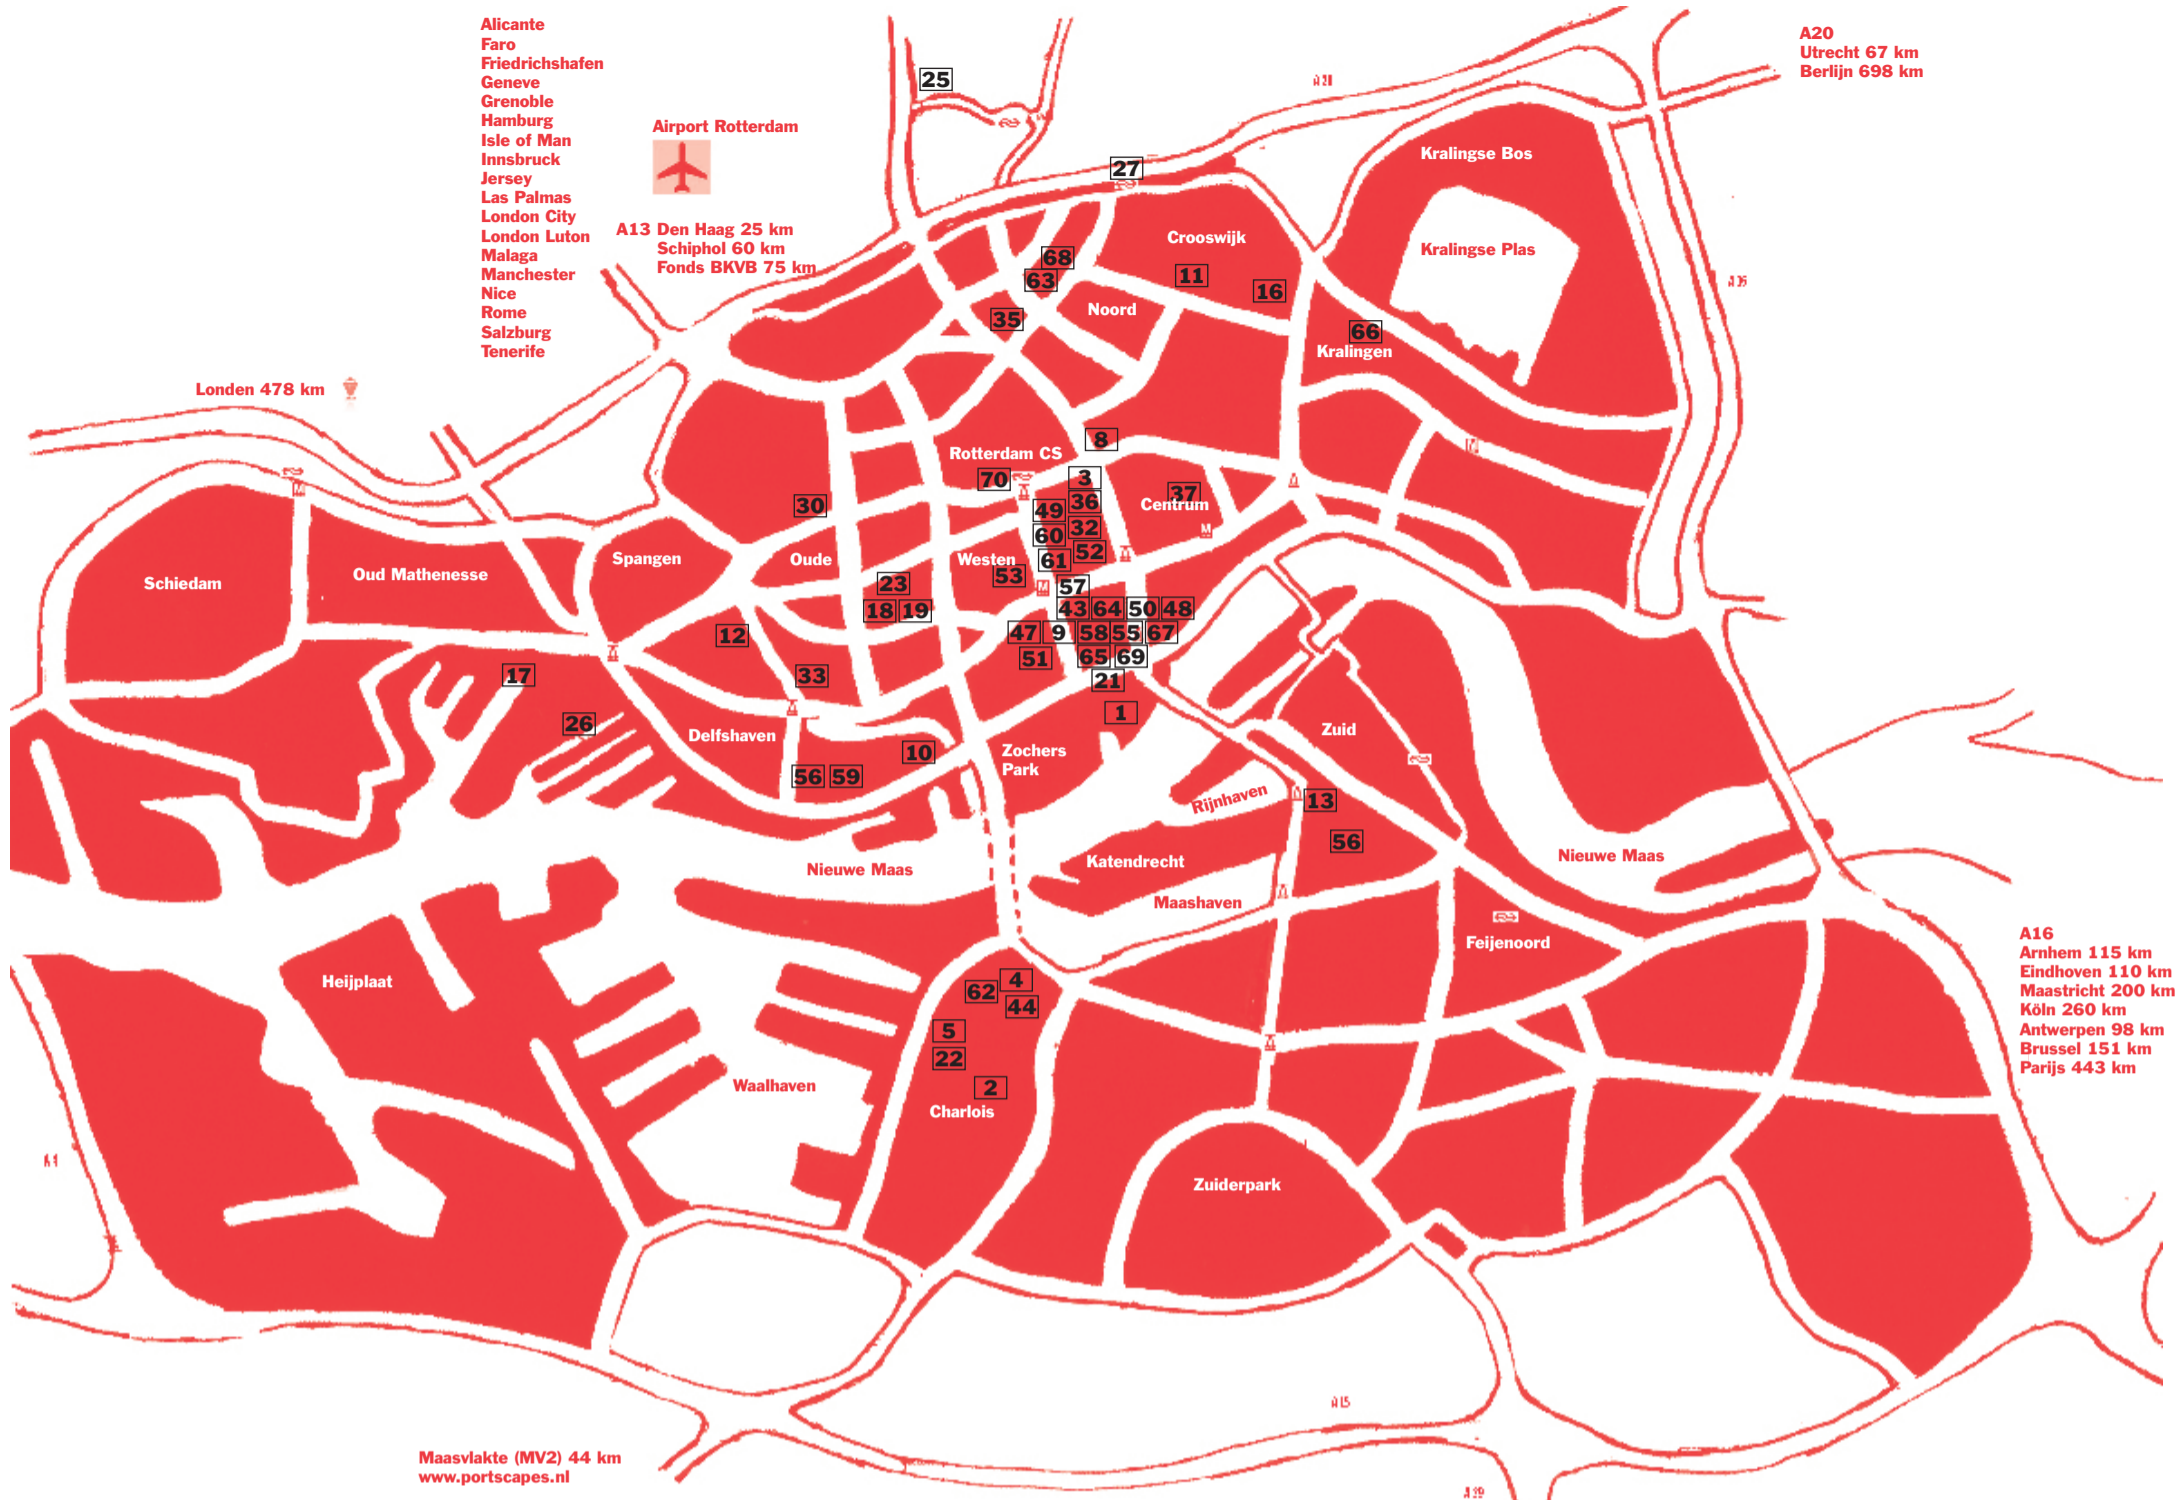 Alicante
Faro
Friedrichshafen
Geneve
Grenoble
Hamburg
Isle of Man
Innsbruck
Jersey
Las Palmas
London City
London Luton
Malaga
Manchester
Nice
Rome
Salzburg
Tenerife
Airport Rotterdam
A13 Den Haag 25 km
Schiphol 60 km
Fonds BKVB 75 km
A20
Utrecht 67 km
Berlijn 698 km
A 20
25
27
Kralingse Bos
Kralingse Plas
Crooswijk
68
63
11
16
35
Noord
66
Kralingen
Londen 478 km
8
Rotterdam CS
70
3
30
49
36
37
Centrum
60
32
61
52
Spangen
Oude
Westen
53
Schiedam
Oud Mathenesse
23
57
18
19
43
64
50
48
12
47
9
58
55
67
51
65
69
17
33
21
26
1
Delfshaven
10
Zochers
Park
Zuid
56
59
Rijnhaven
13
56
Nieuwe Maas
Katendrecht
Nieuwe Maas
Maashaven
Feijenoord
A16
Arnhem 115 km
Eindhoven 110 km
Maastricht 200 km
Köln 260 km
Antwerpen 98 km
Brussel 151 km
Parijs 443 km
Heijplaat
4
62
44
5
22
Waalhaven
2
Charlois
Zuiderpark
A 15
Maasvlakte (MV2) 44 km
www.portscapes.nl